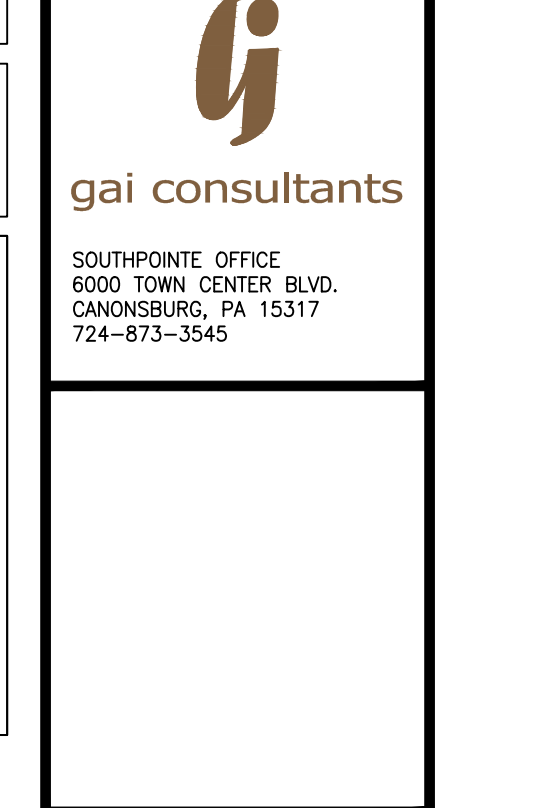 gai consultants
SOUTHPOINTE OFFICE
6000 TOWN CENTER BLVD.
CANONSBURG, PA 15317
724-873-3545